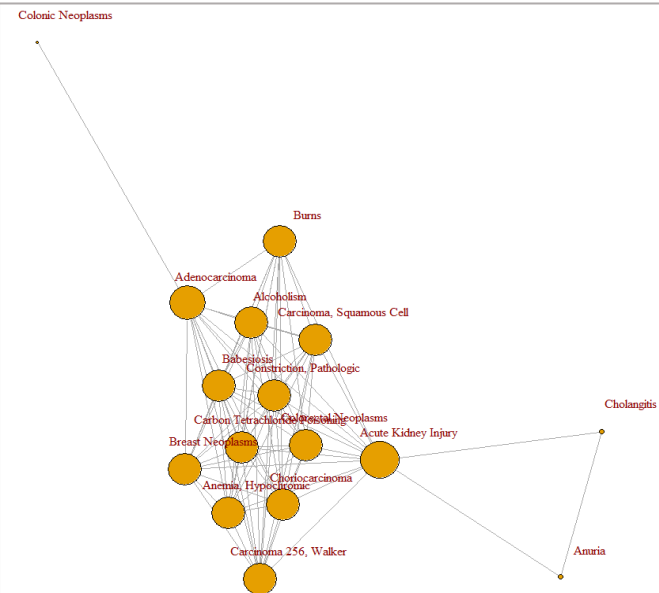 Colonic Neoplasms
Burns
Adenocarcinoma
Alcoholism
Carcinoma, Squamous Cell
Babesiosis
Constriction, Pathologic
Cholangitis
Carbon Tetrachloride Poisoning
Colorectal Neoplasms
Acute Kidney Injury
Breast Neoplasms
Choriocarcinoma
Anemia, Hypochromic
Carcinoma 256, Walker
Anuria